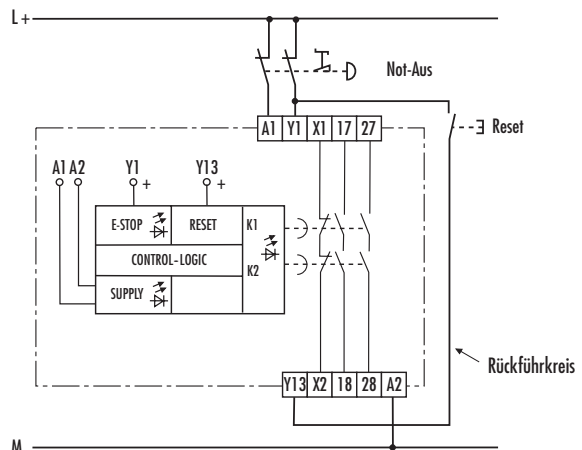 L+
Not-Aus
A1 Y1 X1 17 27
Reset
A1 A2 Y1 + Y13 +
E-STOP RESET K1
CONTROL-LOGIC
K2
SUPPLY
Rückführkreis
Y13 X2 18 28 A2
M